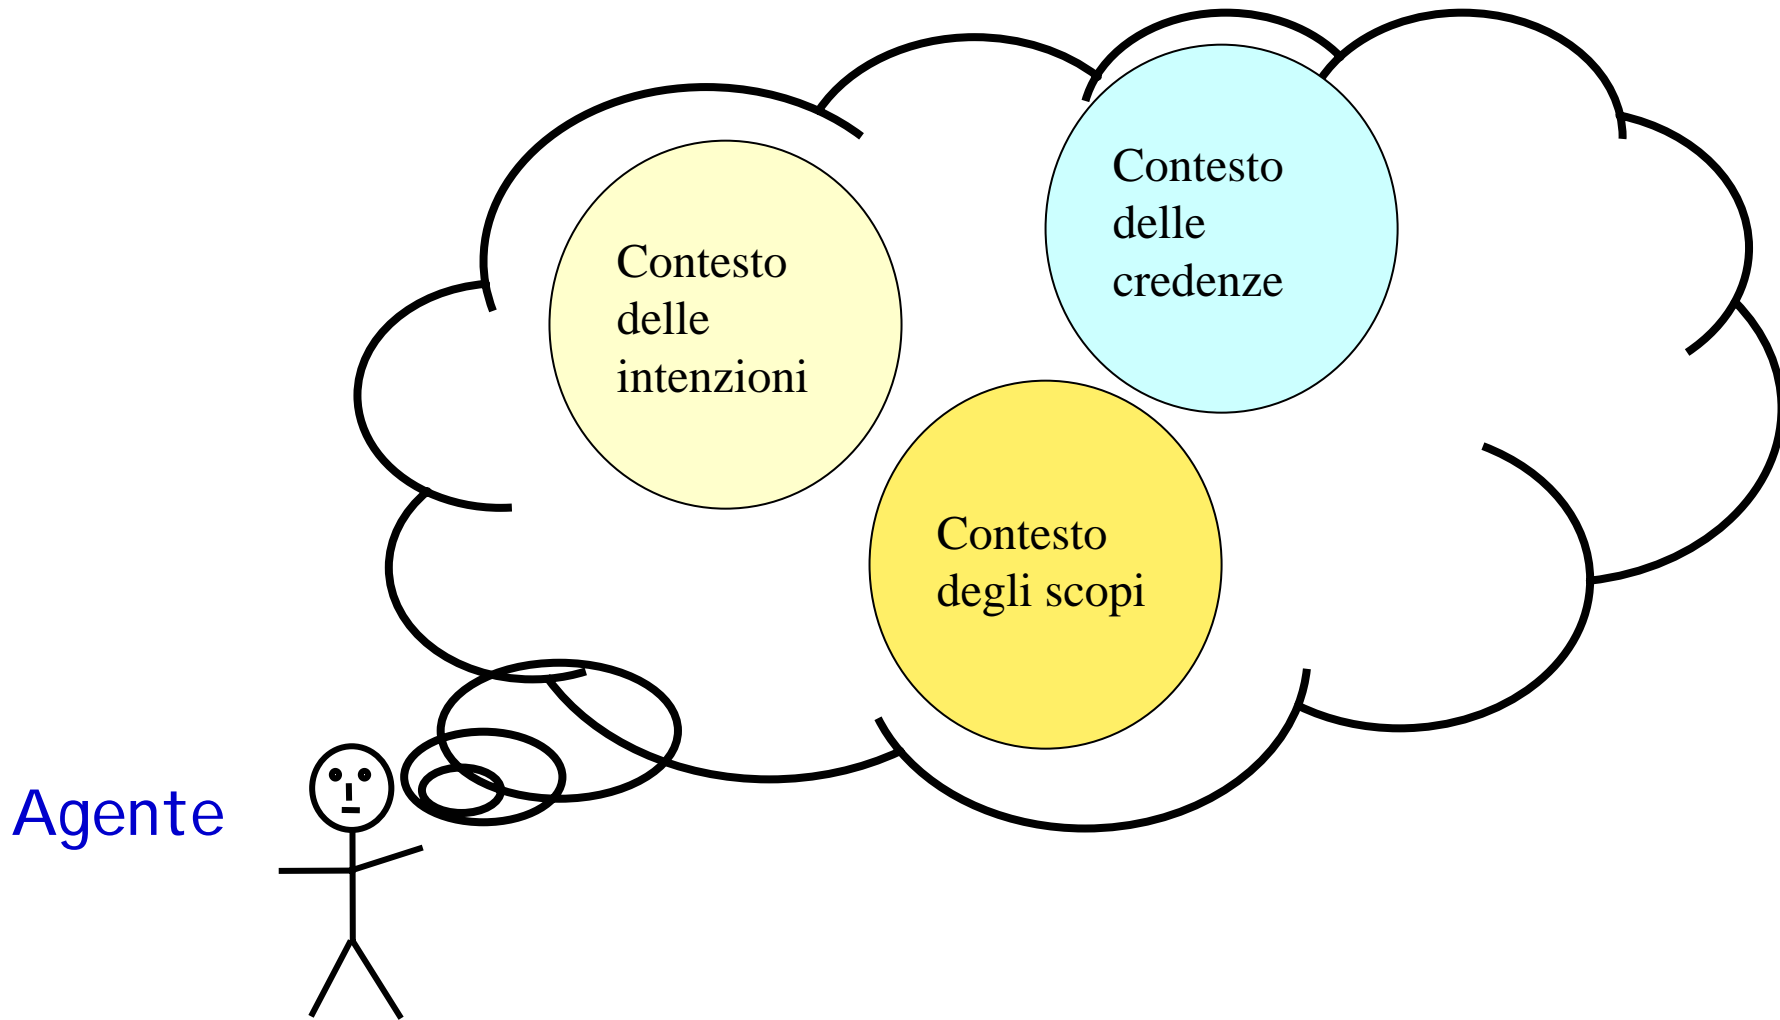 Contesto
delle
intenzioni
Contesto
delle
credenze
Contesto
degli scopi
Agente